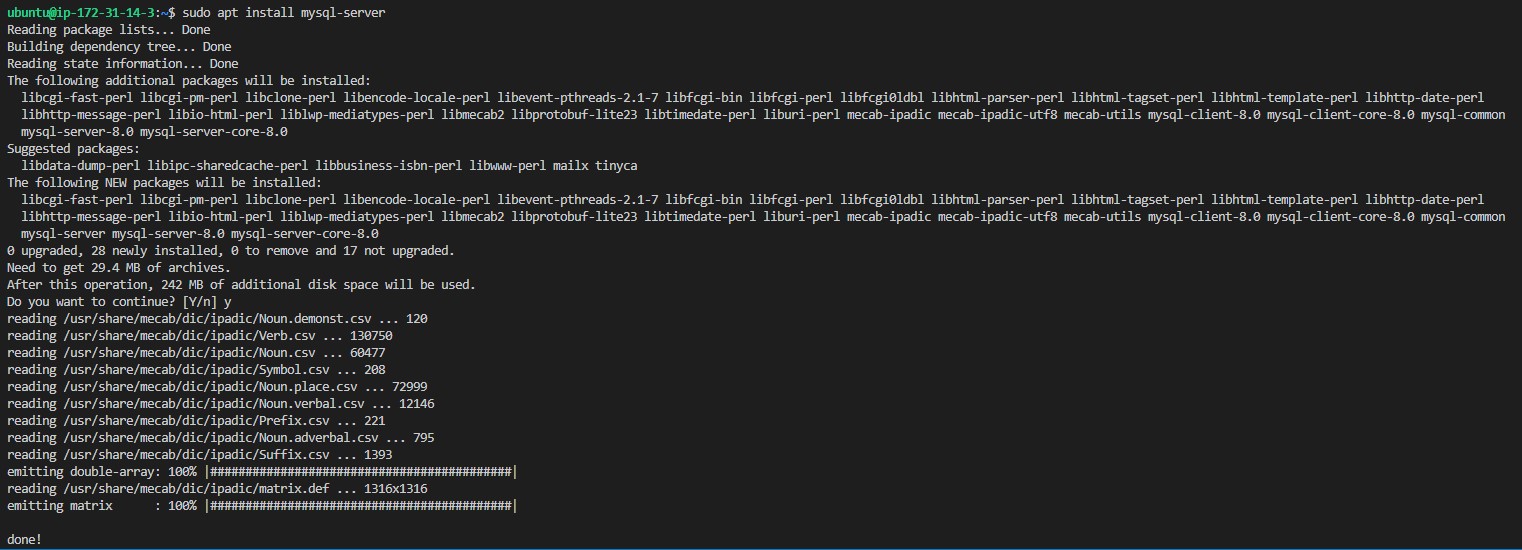 ubuntu@ip-172-31-14-3:~$ sudo apt install mysql-server
Reading package lists... Done
Building dependency tree... Done
Reading state information... Done
The following additional packages will be installed:
  libcgi-fast-perl libcgi-pm-perl libclone-perl libencode-locale-perl libevent-pthreads-2.1-7 libfcgi-bin libfcgi-perl libfcgi0ldbl libhtml-parser-perl libhtml-tagset-perl libhtml-template-perl libhttp-date-perl
  libhttp-message-perl libio-html-perl liblwp-mediatypes-perl libmecab2 libprotobuf-lite23 libtimedate-perl liburi-perl mecab-ipadic mecab-ipadic-utf8 mecab-utils mysql-client-8.0 mysql-client-core-8.0 mysql-common
  mysql-server-8.0 mysql-server-core-8.0
Suggested packages:
  libdata-dump-perl libipc-sharedcache-perl libbusiness-isbn-perl libwww-perl mailx tinyca
The following NEW packages will be installed:
  libcgi-fast-perl libcgi-pm-perl libclone-perl libencode-locale-perl libevent-pthreads-2.1-7 libfcgi-bin libfcgi-perl libfcgi0ldbl libhtml-parser-perl libhtml-tagset-perl libhtml-template-perl libhttp-date-perl
  libhttp-message-perl libio-html-perl liblwp-mediatypes-perl libmecab2 libprotobuf-lite23 libtimedate-perl liburi-perl mecab-ipadic mecab-ipadic-utf8 mecab-utils mysql-client-8.0 mysql-client-core-8.0 mysql-common
  mysql-server mysql-server-8.0 mysql-server-core-8.0
0 upgraded, 28 newly installed, 0 to remove and 17 not upgraded.
Need to get 29.4 MB of archives.
After this operation, 242 MB of additional disk space will be used.
Do you want to continue? [Y/n] y
reading /usr/share/mecab/dic/ipadic/Noun.demonst.csv ... 120
reading /usr/share/mecab/dic/ipadic/Verb.csv ... 130750
reading /usr/share/mecab/dic/ipadic/Noun.csv ... 60477
reading /usr/share/mecab/dic/ipadic/Symbol.csv ... 208
reading /usr/share/mecab/dic/ipadic/Noun.place.csv ... 72999
reading /usr/share/mecab/dic/ipadic/Noun.verbal.csv ... 12146
reading /usr/share/mecab/dic/ipadic/Prefix.csv ... 221
reading /usr/share/mecab/dic/ipadic/Noun.adverbal.csv ... 795
reading /usr/share/mecab/dic/ipadic/Suffix.csv ... 1393
emitting double-array: 100% |###########################################|
reading /usr/share/mecab/dic/ipadic/matrix.def ... 1316x1316
emitting matrix      : 100% |###########################################|
done!